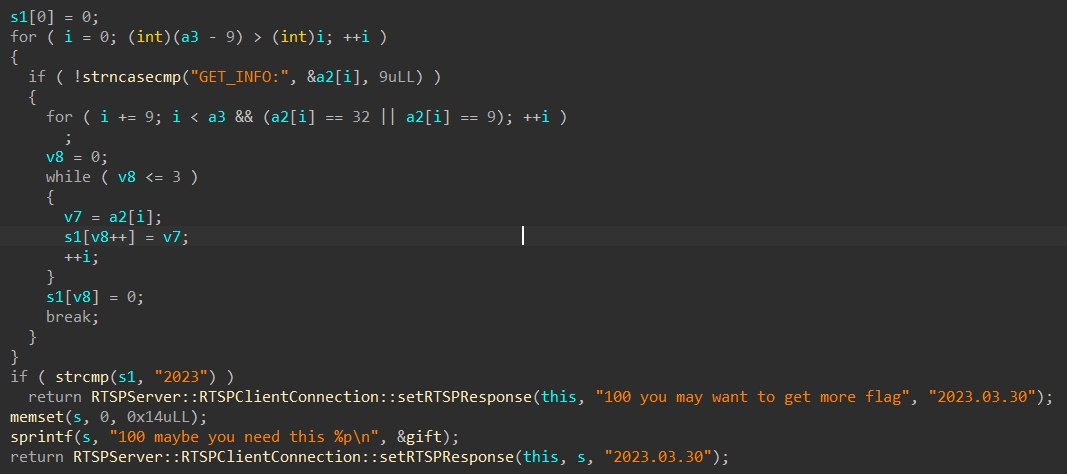 s1[0] = 0;
for ( i = 0; (int)(a3 - 9) > (int)i; ++i )
{
if ( !strncasecmp("GET_INFO:", &a2[i], 9uLL) )
{
for ( i += 9; i < a3 && (a2[i] == 32 || a2[i] == 9); ++i )
;
v8 = 0;
while ( v8 <= 3 )
{
v7 = a2[i];
s1[v8++] = v7;
++i;
}
s1[v8] = 0;
break;
}
}
if ( strcmp(s1, "2023") )
return RTSPServer::RTSPClientConnection::setRTSPResponse(this, "100 you may want to get more flag", "2023.03.30");
memset(s, 0, 0x14uLL);
sprintf(s, "100 maybe you need this %p\n", &gift);
return RTSPServer::RTSPClientConnection::setRTSPResponse(this, s, "2023.03.30");